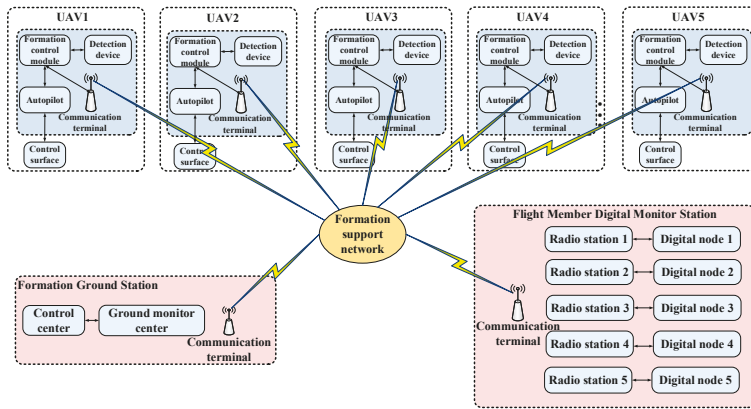 UAV1
Formation
control
module
Detection
device
Autopilot
Communication
terminal
Control
surface
UAV2
Formation
control
module
Detection
device
Autopilot
Communication
terminal
Control
surface
UAV3
Formation
control
module
Detection
device
Autopilot
Communication
terminal
Control
surface
UAV4
Formation
control
module
Detection
device
Autopilot
Communication
terminal
Control
surface
UAV5
Formation
control
module
Detection
device
Autopilot
Communication
terminal
Control
surface
Formation
support
network
Formation Ground Station
Control
center
Ground monitor
center
Communication
terminal
Flight Member Digital Monitor Station
Communication
terminal
Radio station 1
Digital node 1
Radio station 2
Digital node 2
Radio station 3
Digital node 3
Radio station 4
Digital node 4
Radio station 5
Digital node 5